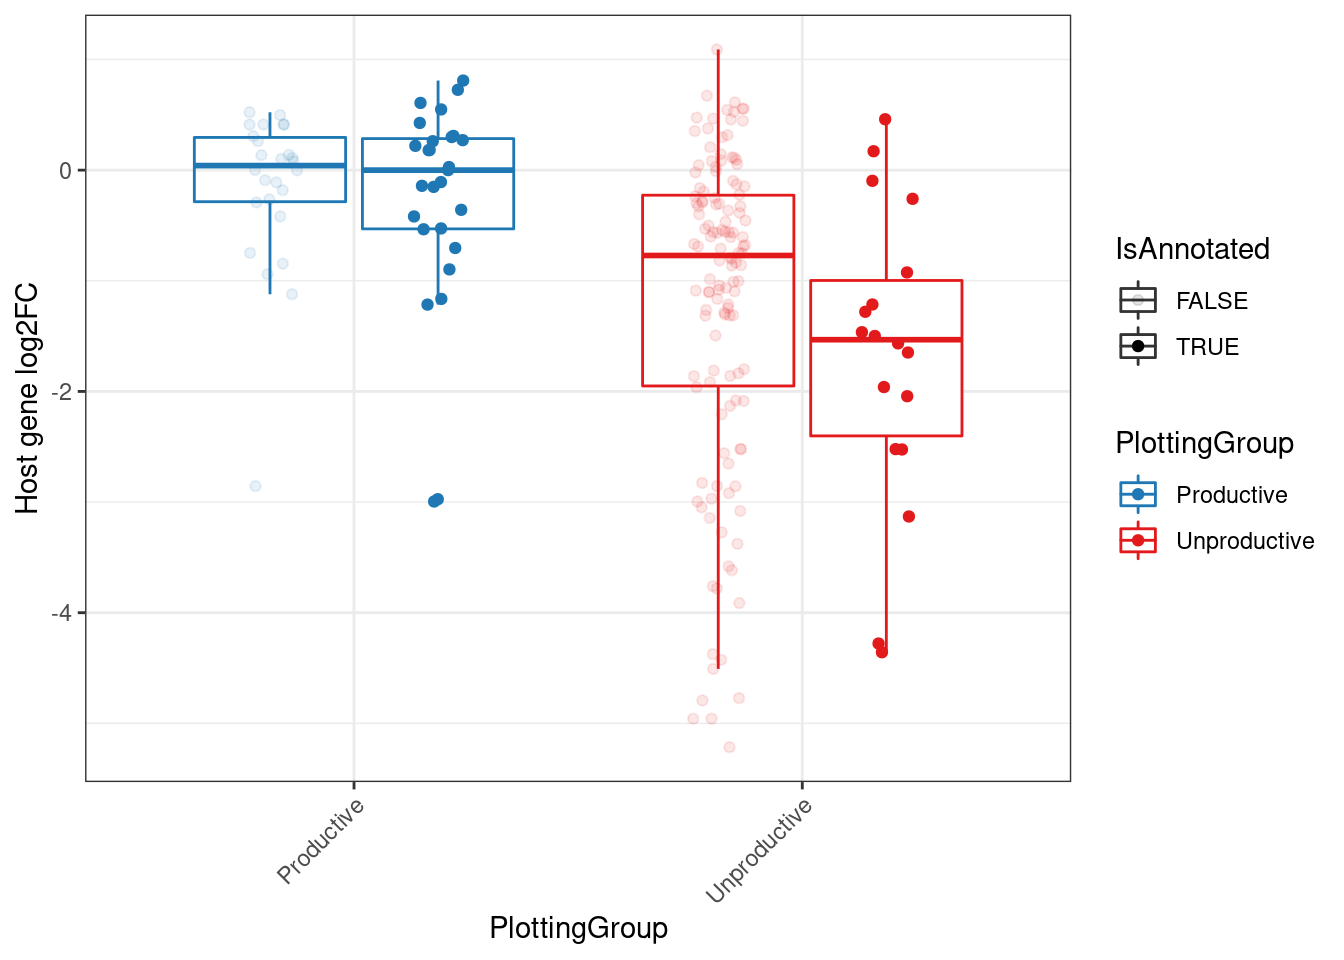 Host gene log2FC
0
-2
-4
Productive
Unproductive
PlottingGroup
IsAnnotated
FALSE
TRUE
PlottingGroup
Productive
Unproductive